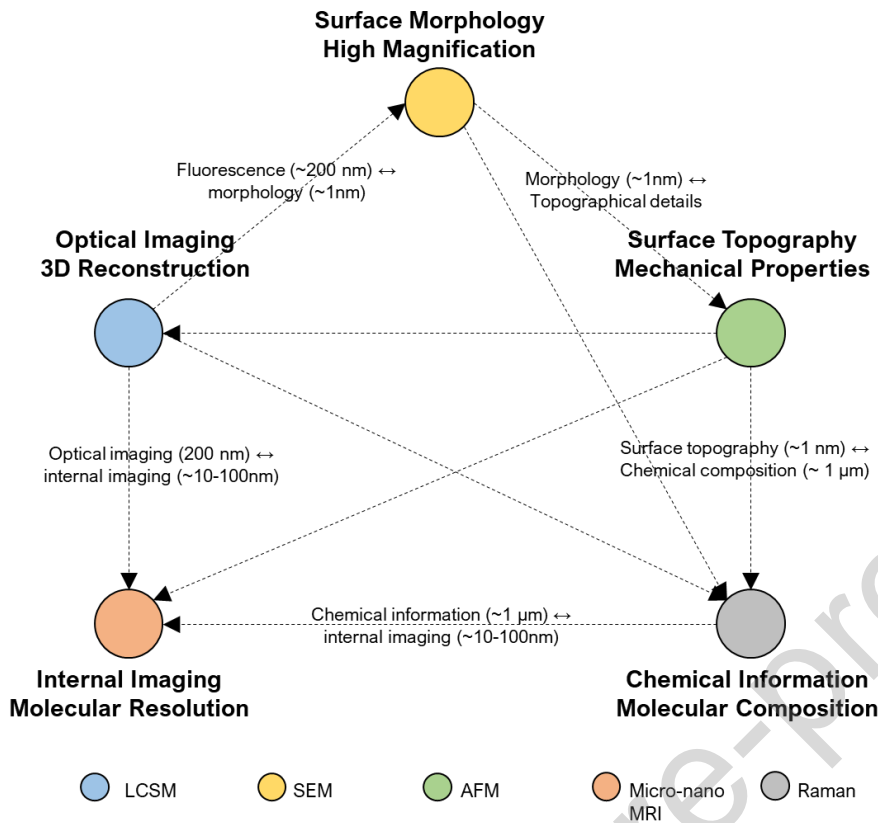 Surface Morphology
High Magnification
Fluorescence (~200 nm) ↔
morphology (~1nm)
Morphology (~1nm) ↔
Topographical details
Optical Imaging
3D Reconstruction
Surface Topography
Mechanical Properties
Optical imaging (200 nm) ↔
internal imaging (~10-100nm)
Surface topography (~1 nm) ↔
Chemical composition (~ 1 µm)
Chemical information (~1 µm) ↔
internal imaging (~10-100nm)
Internal Imaging
Molecular Resolution
Chemical Information
Molecular Composition
LCSM
SEM
AFM
Micro-nano
MRI
Raman
re-pro